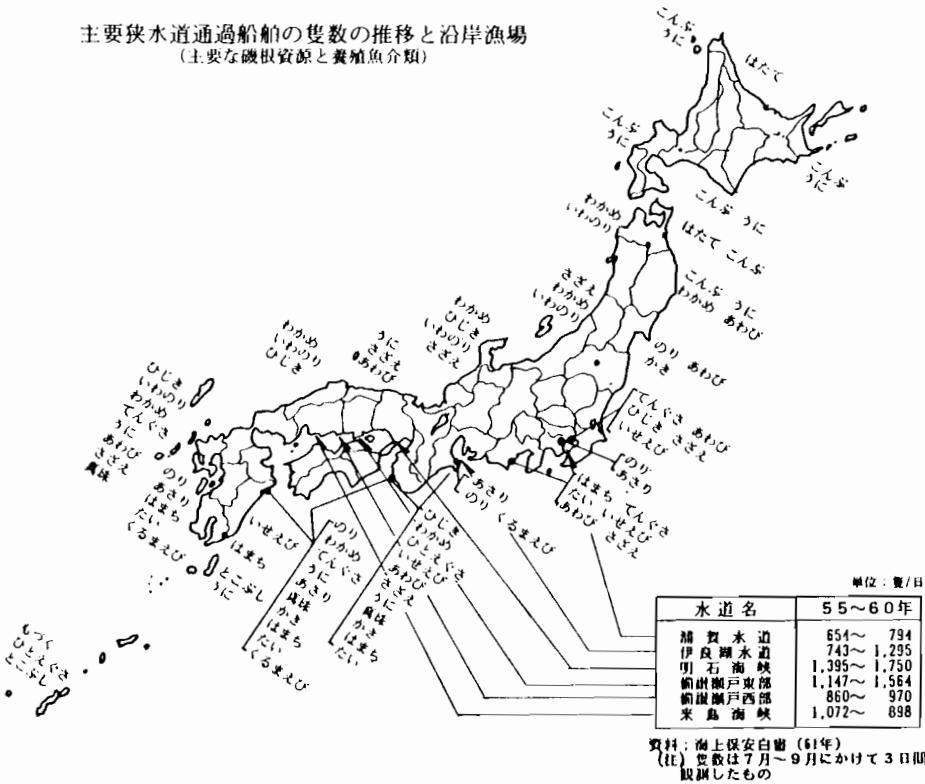 主要狭水道通過船舶の隻数の推移と沿岸漁場
(主要な磯根資源と養殖魚介類)
こんぶ
うに
ほたて
こんぶ
うに
こんぶ
うに
こんぶ うに
わかめ
いわのり
ほたて こんぶ
こんぶ うに
わかめ あわび
さざえ
わかめ
いわのり
わかめ
ひじき
いわのり
さざえ
のり あわび
かき
うに
さざえ
あわび
わかめ
いわのり
ひじき
てんぐさ あわび
ひじき さざえ
いせえび
のり
あさり
はまち てんぐさ
たい いせえび
あわび さざえ
あさり
のり くるまえび
ひじき
いわのり
わかめ
てんぐさ
うに
あわび
さざえ
真珠
のり
あさり
はまち
たい
くるまえび
いせえび
はまち
とこぶし
うに
のり
わかめ
てんぐさ
うに
あさり
真珠
かき
はまち
たい
くるまえび
ひじき
わかめ
ひとえぐさ
いせえび
あわび
さざえ
うに
真珠
かき
はまち
たい
もづく
ひとえぐさ
とこぶし
単位:隻/日
水道名 55~60年
浦賀水道 654~ 794
伊良湖水道 743~ 1,295
明石海峡 1,395~ 1,750
備讃瀬戸東部 1,147~ 1,564
備讃瀬戸西部 860~ 970
来島海峡 1,072~ 898
資料:海上保安白書(61年)
(注) 隻数は7月~9月にかけて3日間
観測したもの